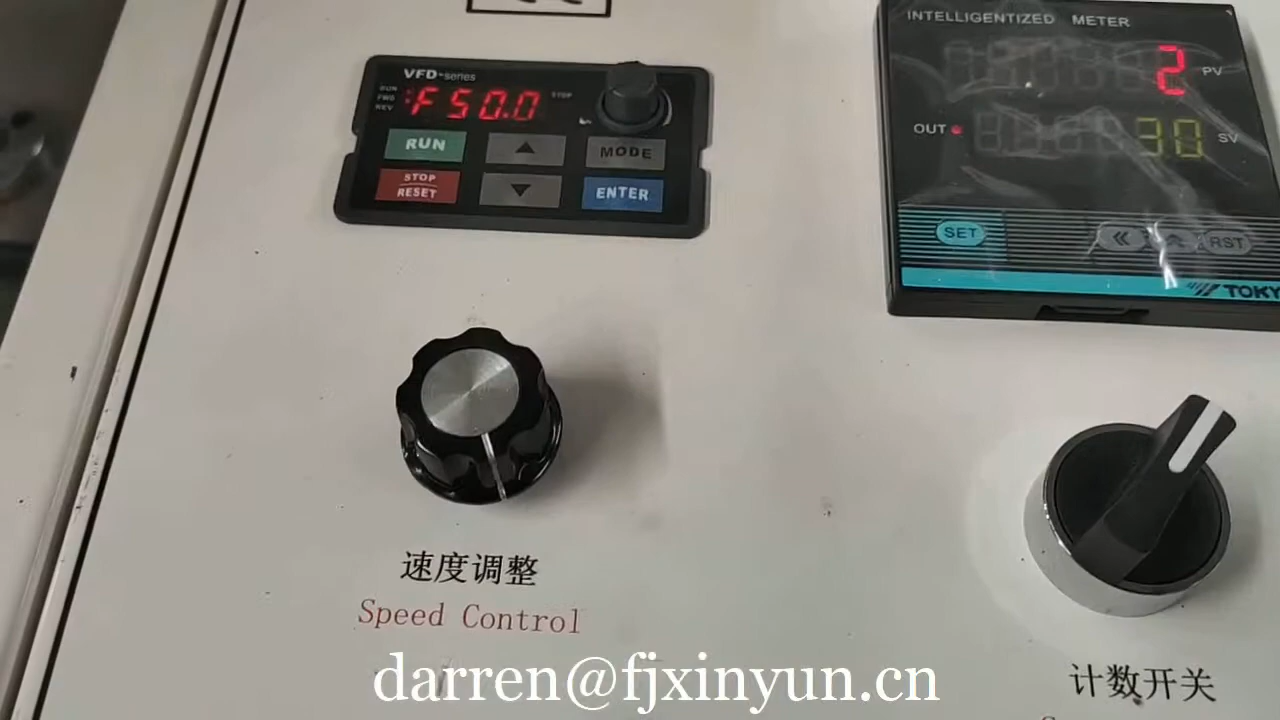 INTELLIGENTIZED METER
VFD-series
RUN
FWD
REV
F 50.0
STOP
2 PV
OUT
30 SV
RUN
MODE
STOP
RESET
ENTER
SET
RST
TOKY
速度调整
Speed Control
darren@fjxinyun.cn
计数开关